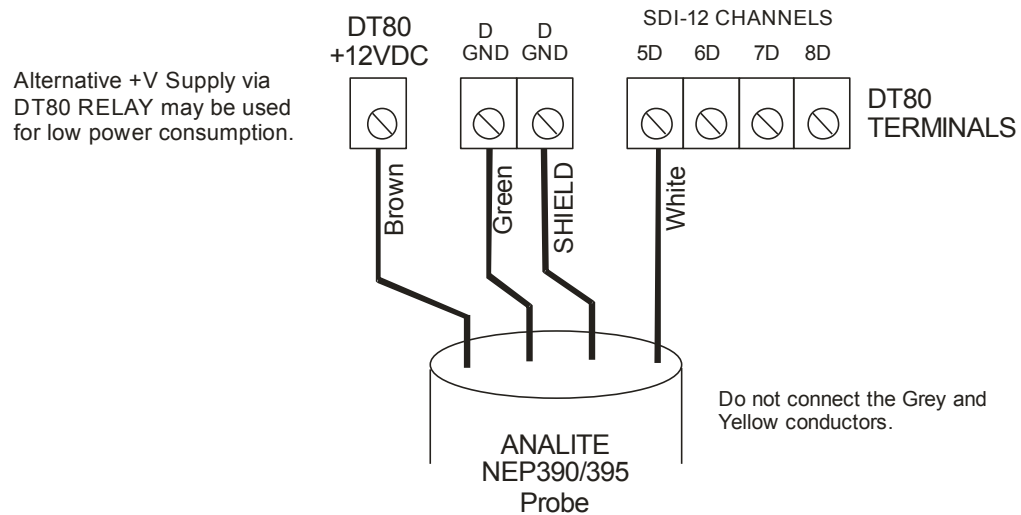 DT80
+12VDC
D
GND
D
GND
SDI-12 CHANNELS
5D 6D 7D 8D
Alternative +V Supply via
DT80 RELAY may be used
for low power consumption.
DT80
TERMINALS
Brown
Green
SHIELD
White
Do not connect the Grey and
Yellow conductors.
ANALITE
NEP390/395
Probe